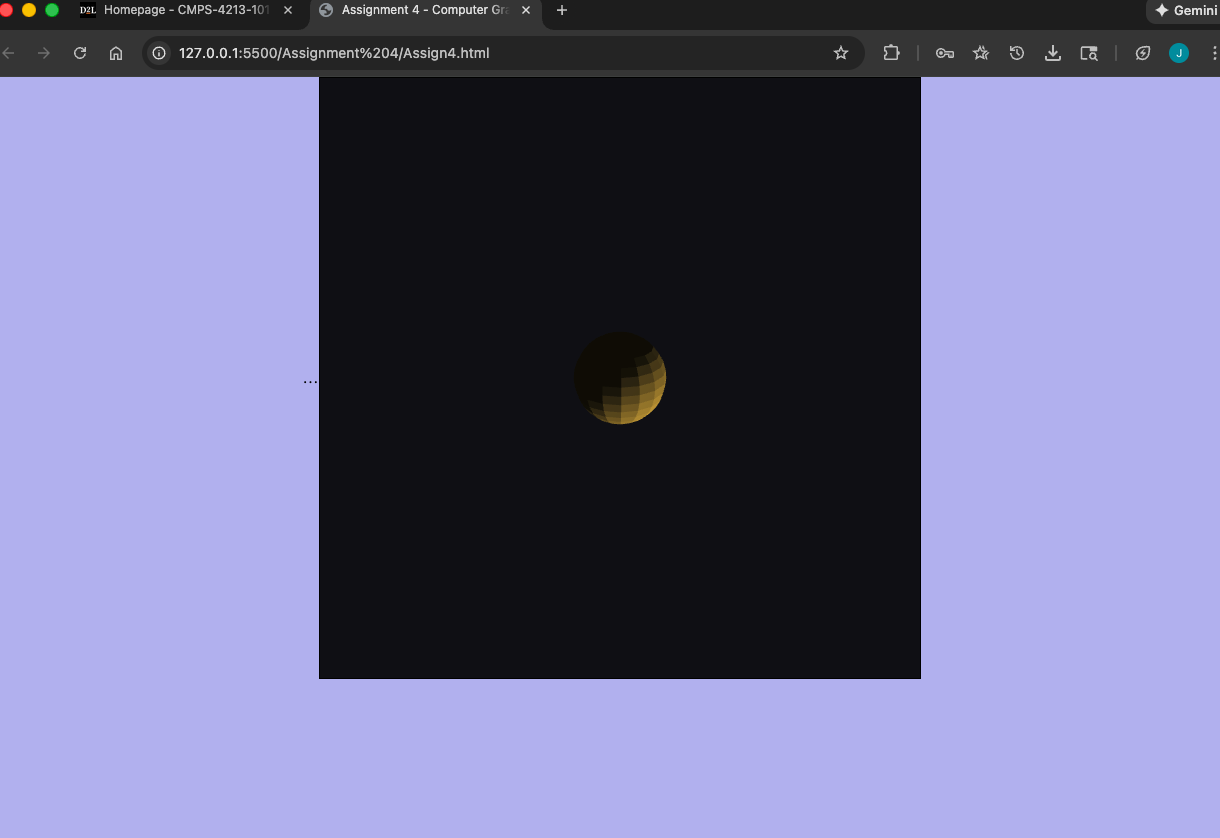 D2L Homepage - CMPS-4213-101
Assignment 4 - Computer Gra
Gemini
127.0.0.1:5500/Assignment%204/Assign4.html
J
...